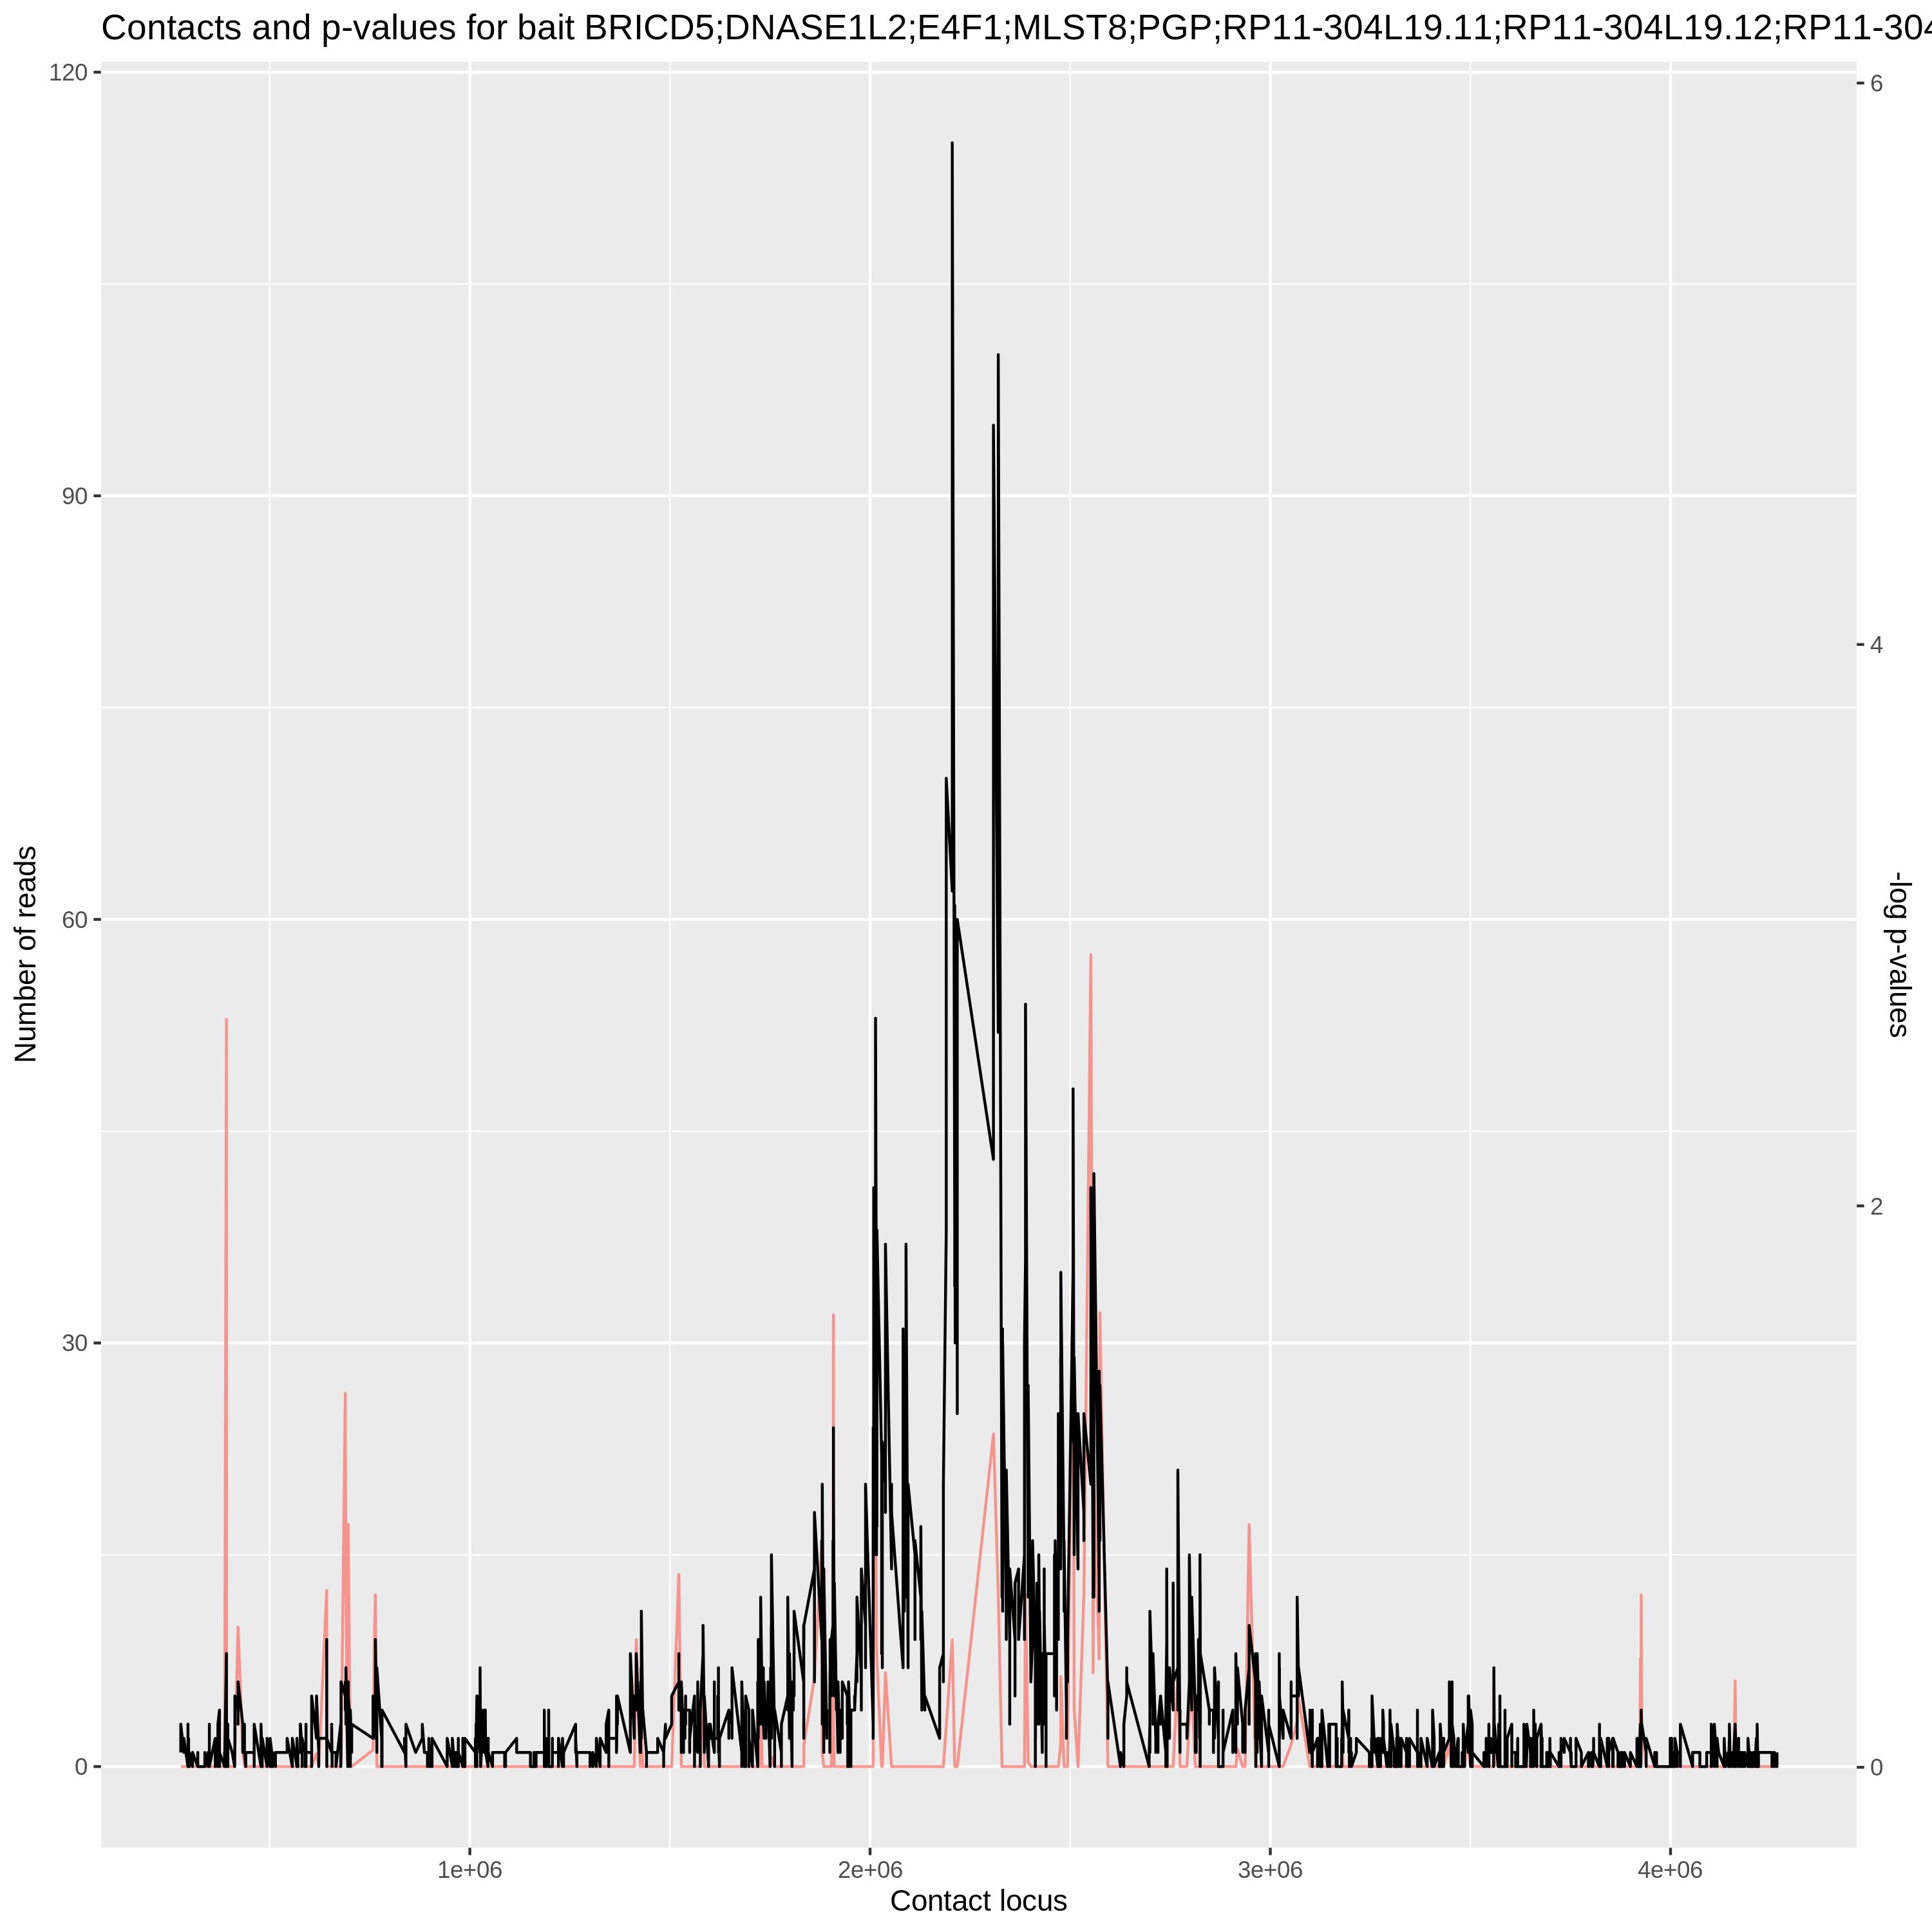 Contacts and p-values for bait BRICD5;DNASE1L2;E4F1;MLST8;PGP;RP11-304L19.11;RP11-304L19.12;RP11-304
120
90
60
30
0
Number of reads
6
4
2
0
-log p-values
1e+06
2e+06
3e+06
4e+06
Contact locus